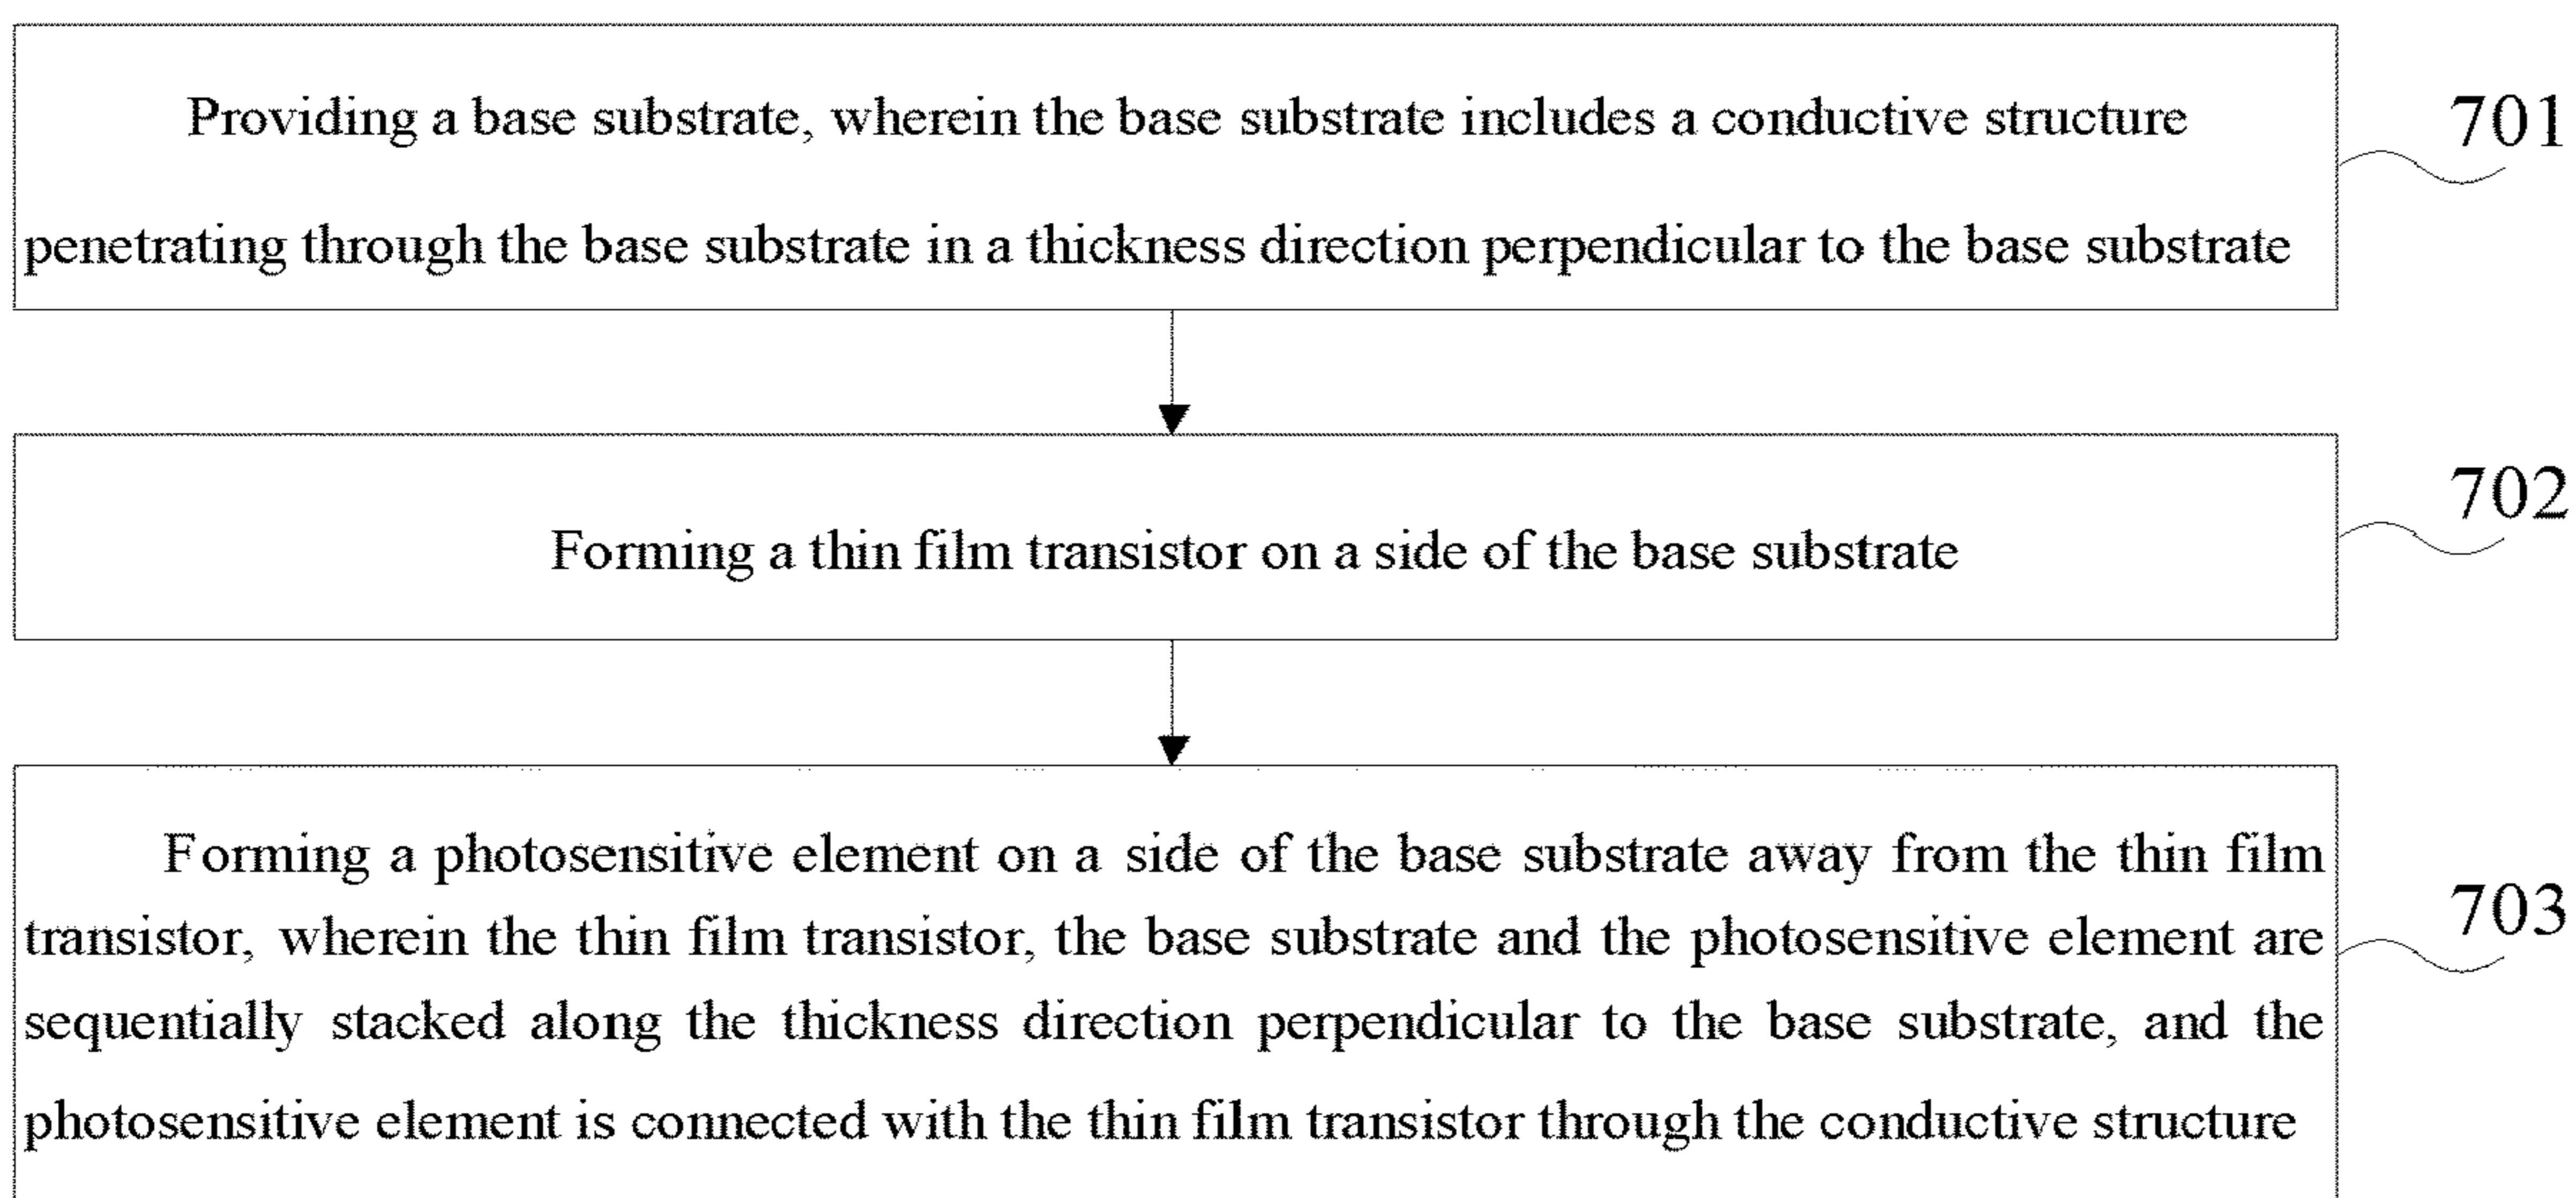 Providing a base substrate, wherein the base substrate includes a conductive structure
701
penetrating through the base substrate in a thickness direction perpendicular to the base substrate
702
Forming a thin film transistor on a side of the base substrate
Forming a photosensitive element on a side of the base substrate away from the thin film
transistor, wherein the thin film transistor, the base substrate and the photosensitive element are
703
sequentially stacked along the thickness direction perpendicular to the base substrate, and the
photosensitive element is connected with the thin film transistor through the conductive structure